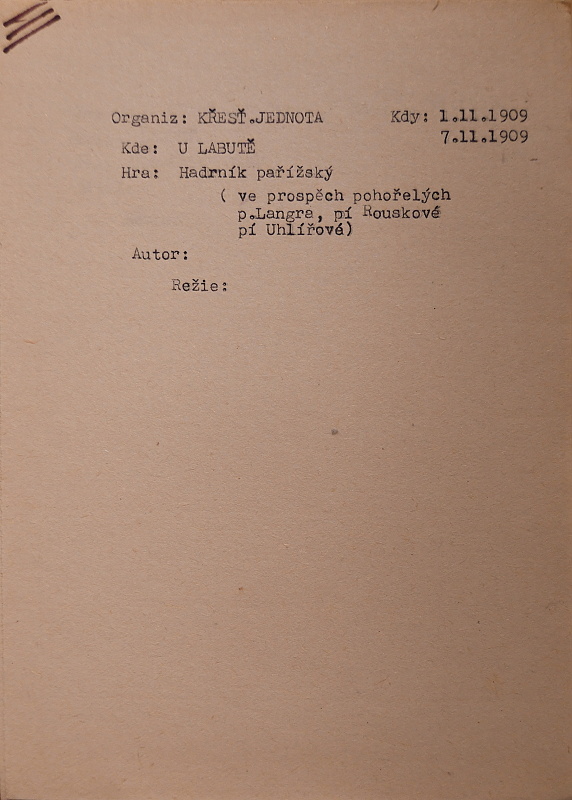 Organiz: KŘESŤ.JEDNOTA Kdy: 1.11.1909
7.11.1909
Kde: U LABUTĚ
Hra: Hadrník pařížský
( ve prospěch pohořelých
p.Langra, pí Rouskové
pí Uhlířové)
Autor:
Režie: